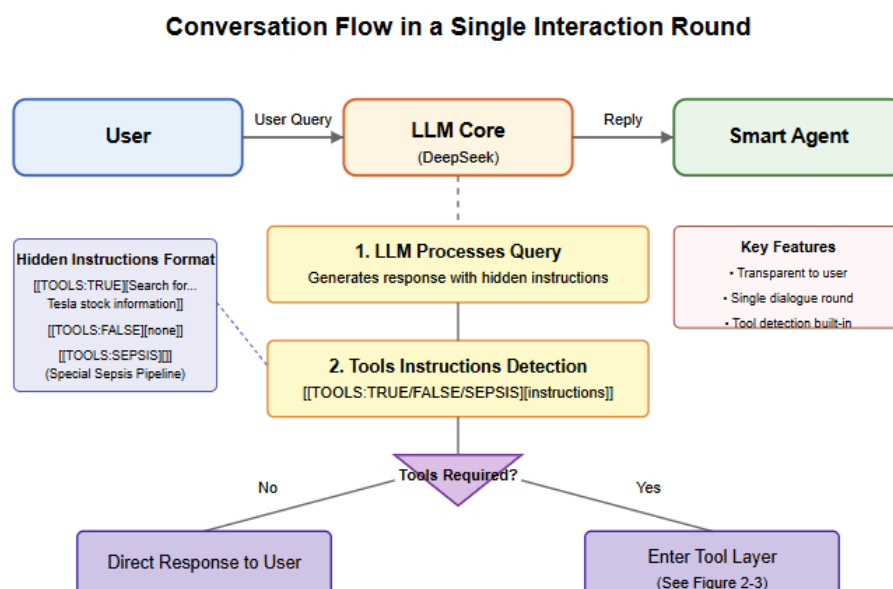 Conversation Flow in a Single Interaction Round
User
User Query
LLM Core
(DeepSeek)
Reply
Smart Agent
Hidden Instructions Format
[[TOOLS:TRUE][Search for...
Tesla stock information]]
[[TOOLS:FALSE][none]]
[[TOOLS:SEPSIS][]]
(Special Sepsis Pipeline)
1. LLM Processes Query
Generates response with hidden instructions
Key Features
• Transparent to user
• Single dialogue round
• Tool detection built-in
2. Tools Instructions Detection
[[TOOLS:TRUE/FALSE/SEPSIS][instructions]]
Tools Required?
No
Yes
Direct Response to User
Enter Tool Layer
(See Figure 2-3)